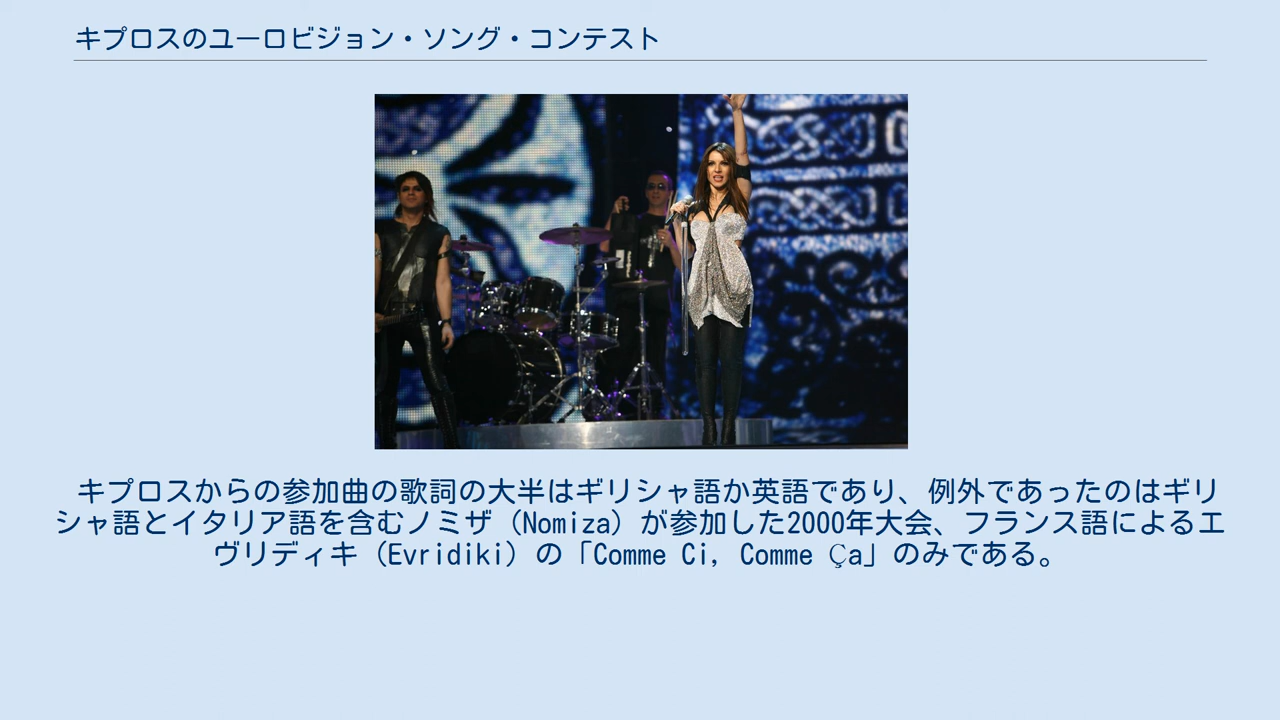 キプロスのユーロビジョン・ソング・コンテスト
キプロスからの参加曲の歌詞の大半はギリシャ語か英語であり、例外であったのはギリ
シャ語とイタリア語を含むノミザ（Nomiza）が参加した2000年大会、フランス語によるエ
ヴリディキ（Evridiki）の「Comme Ci, Comme Ça」のみである。